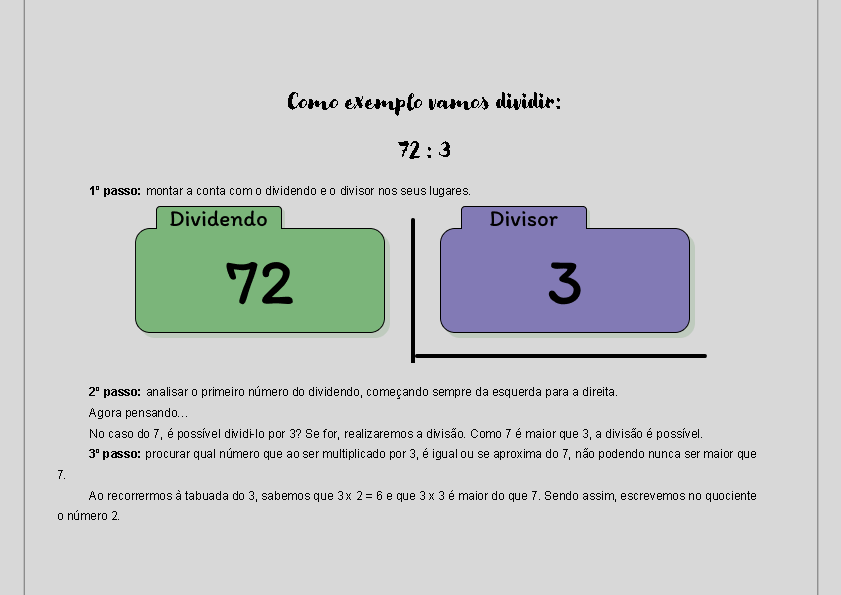 Como exemplo vamos dividir:
72 : 3
1º passo: montar a conta com o dividendo e o divisor nos seus lugares.
Dividendo
Divisor
72
3
2º passo: analisar o primeiro número do dividendo, começando sempre da esquerda para a direita.
Agora pensando...
No caso do 7, é possível dividi-lo por 3? Se for, realizaremos a divisão. Como 7 é maior que 3, a divisão é possível.
3º passo: procurar qual número que ao ser multiplicado por 3, é igual ou se aproxima do 7, não podendo nunca ser maior que
7.
Ao recorrermos à tabuada do 3, sabemos que 3 x 2 = 6 e que 3 x 3 é maior do que 7. Sendo assim, escrevemos no quociente
o número 2.